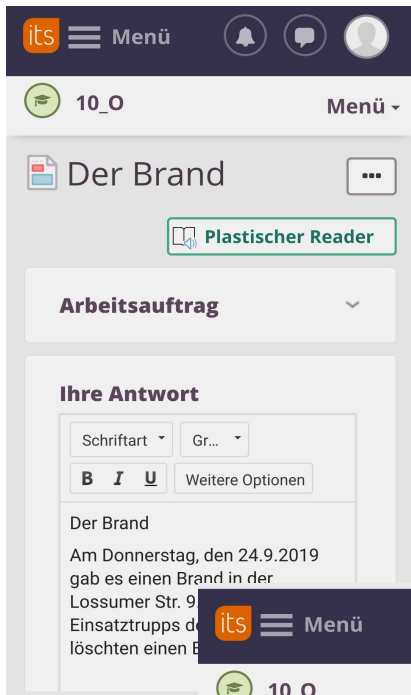 its Menü
10_O Menü
Der Brand
Plastischer Reader
Arbeitsauftrag
Ihre Antwort
Schriftart Gr...
B I U Weitere Optionen
Der Brand
Am Donnerstag, den 24.9.2019
gab es einen Brand in der
Lossumer Str. 9.
Einsatztrupps
löschten einen
its Menü
10_O